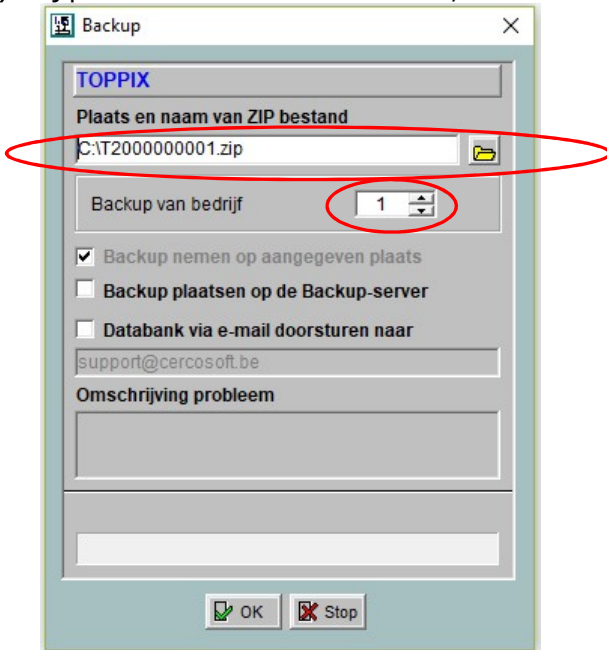 Backup
TOPPIX
Plaats en naam van ZIP bestand
C:\T2000000001.zip
Backup van bedrijf 1
Backup nemen op aangegeven plaats
Backup plaatsen op de Backup-server
Databank via e-mail doorsturen naar
support@cercosoft.be
Omschrijving probleem
OK Stop